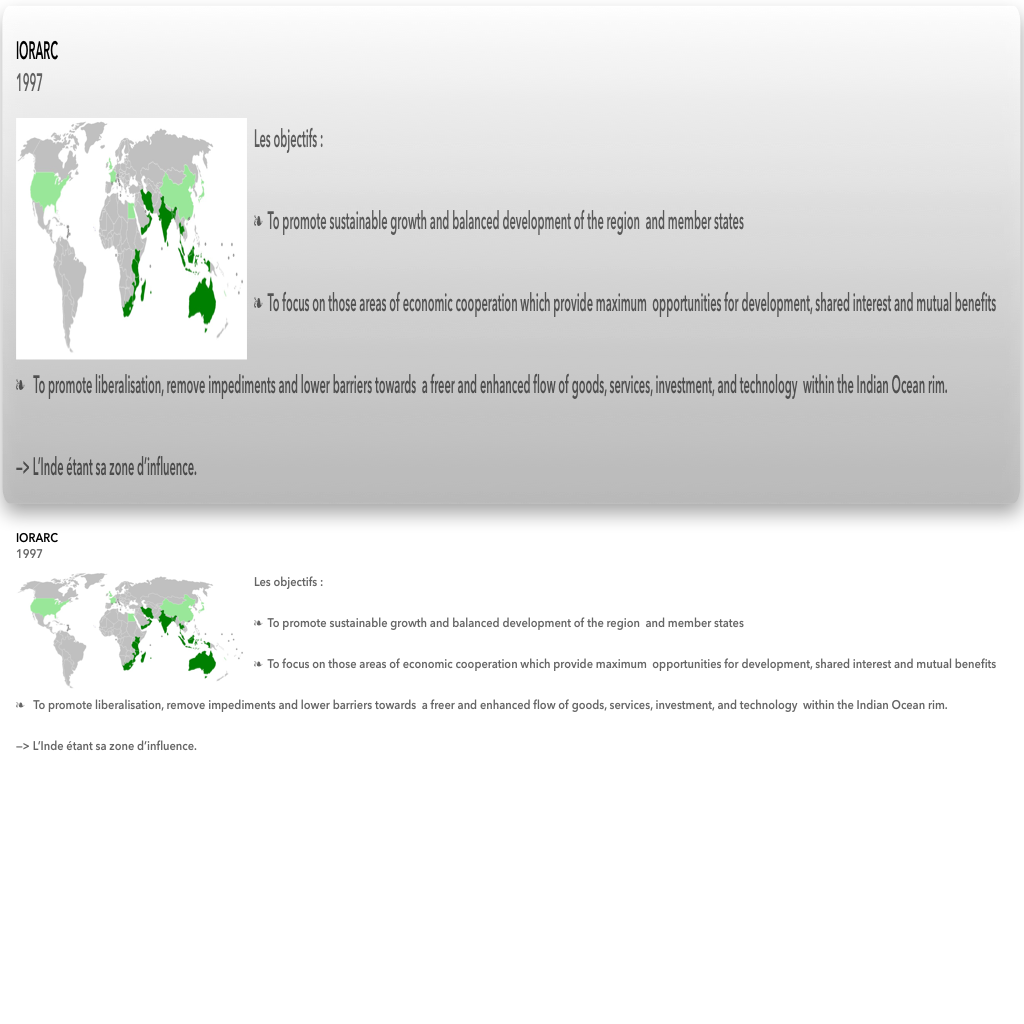 IORARC
1997
Les objectifs :
❧ To promote sustainable growth and balanced development of the region  and member states
❧ To focus on those areas of economic cooperation which provide maximum  opportunities for development, shared interest and mutual benefits
❧ To promote liberalisation, remove impediments and lower barriers towards  a freer and enhanced flow of goods, services, investment, and technology  within the Indian Ocean rim.
–> L’Inde étant sa zone d’influence.
IORARC
1997
Les objectifs :
❧ To promote sustainable growth and balanced development of the region  and member states
❧ To focus on those areas of economic cooperation which provide maximum  opportunities for development, shared interest and mutual benefits
❧ To promote liberalisation, remove impediments and lower barriers towards  a freer and enhanced flow of goods, services, investment, and technology  within the Indian Ocean rim.
–> L’Inde étant sa zone d’influence.